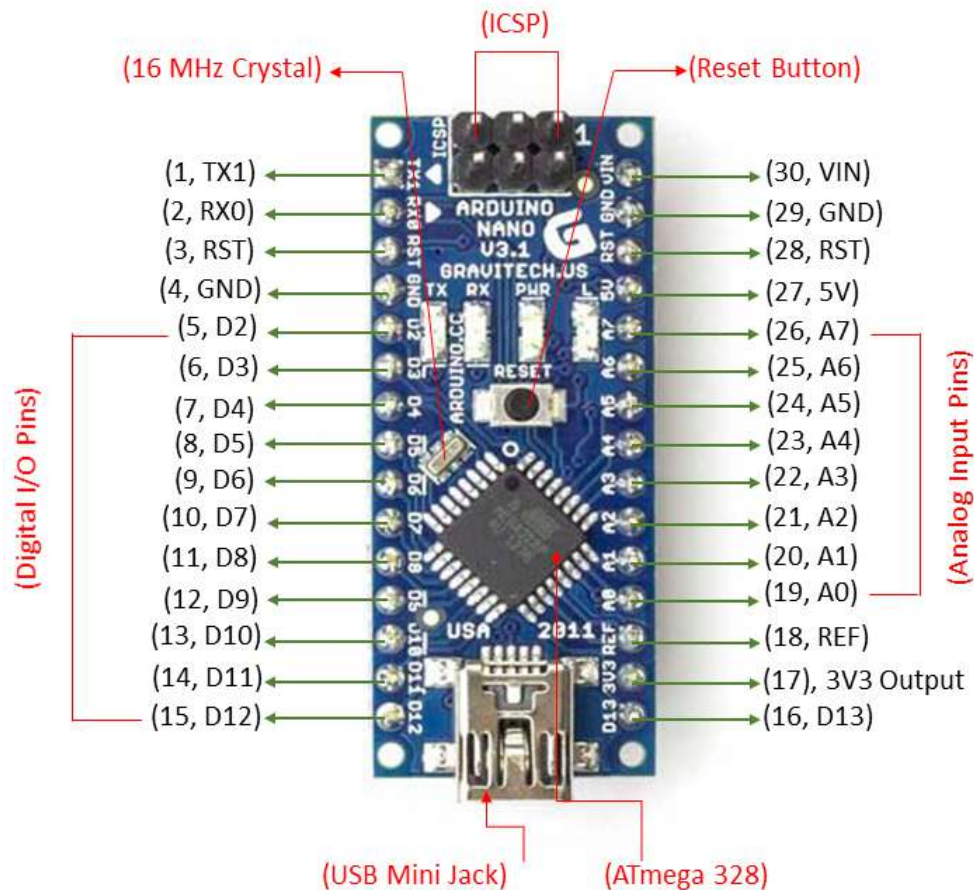 (ICSP)
(16 MHz Crystal)
(Reset Button)
(1, TX1)
(2, RX0)
(3, RST)
(4, GND)
(5, D2)
(6, D3)
(7, D4)
(8, D5)
(9, D6)
(10, D7)
(11, D8)
(12, D9)
(13, D10)
(14, D11)
(15, D12)
(Digital I/O Pins)
ICSP
1
TX1
RX0
RST
GND
D2
D3
D4
D5
D6
D7
D8
D9
D10
D11
D12
ARDUINO
NANO
V3.1
GRAVITECH.US
TX RX PWR L
ARDUINO.CC
RESET
USA 2011
VIN
GND
RST
5V
A7
A6
A5
A4
A3
A2
A1
A0
REF
3V3
D13
(30, VIN)
(29, GND)
(28, RST)
(27, 5V)
(26, A7)
(25, A6)
(24, A5)
(23, A4)
(22, A3)
(21, A2)
(20, A1)
(19, A0)
(18, REF)
(17), 3V3 Output
(16, D13)
(Analog Input Pins)
(USB Mini Jack)
(ATmega 328)